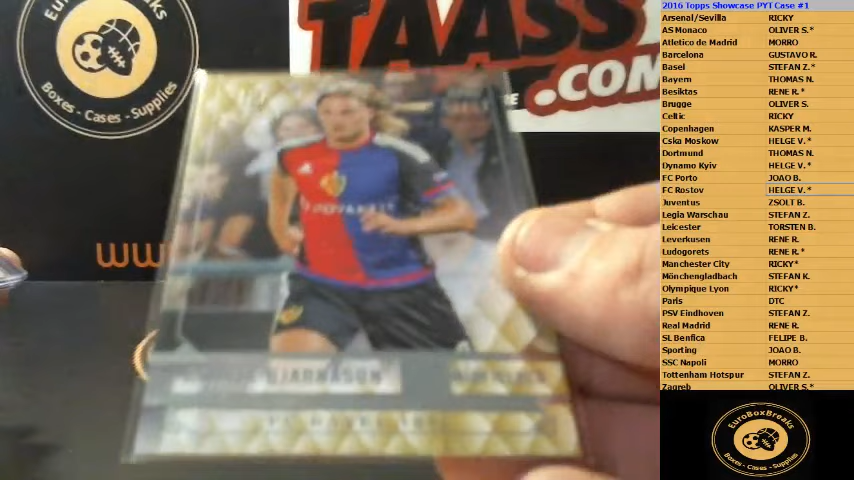 EuroBoxBreaks
Boxes - Cases - Supplies
TAASS
.COM
WWW
NOVARTIS
BJARNASON
2016 Topps Showcase PYT Case #1
Arsenal/Sevilla RICKY
AS Monaco OLIVER S.*
Atletico de Madrid MORRO
Barcelona GUSTAVO R.
Basel STEFAN Z.*
Bayern THOMAS N.
Besiktas RENE R.*
Brugge OLIVER S.
Celtic RICKY
Copenhagen KASPER M.
Cska Moskow HELGE V.*
Dortmund THOMAS N.
Dynamo Kyiv HELGE V.*
FC Porto JOAO B.
FC Rostov HELGE V.*
Juventus ZSOLT B.
Legia Warschau STEFAN Z.
Leicester TORSTEN B.
Leverkusen RENE R.
Ludogorets RENE R.*
Manchester City RICKY*
Mönchengladbach STEFAN K.
Olympique Lyon RICKY*
Paris DTC
PSV Eindhoven STEFAN Z.
Real Madrid RENE R.
SL Benfica FELIPE B.
Sporting JOAO B.
SSC Napoli MORRO
Tottenham Hotspur STEFAN Z.
Zagreb OLIVER S.*
EuroBoxBreaks
Boxes - Cases - Supplies